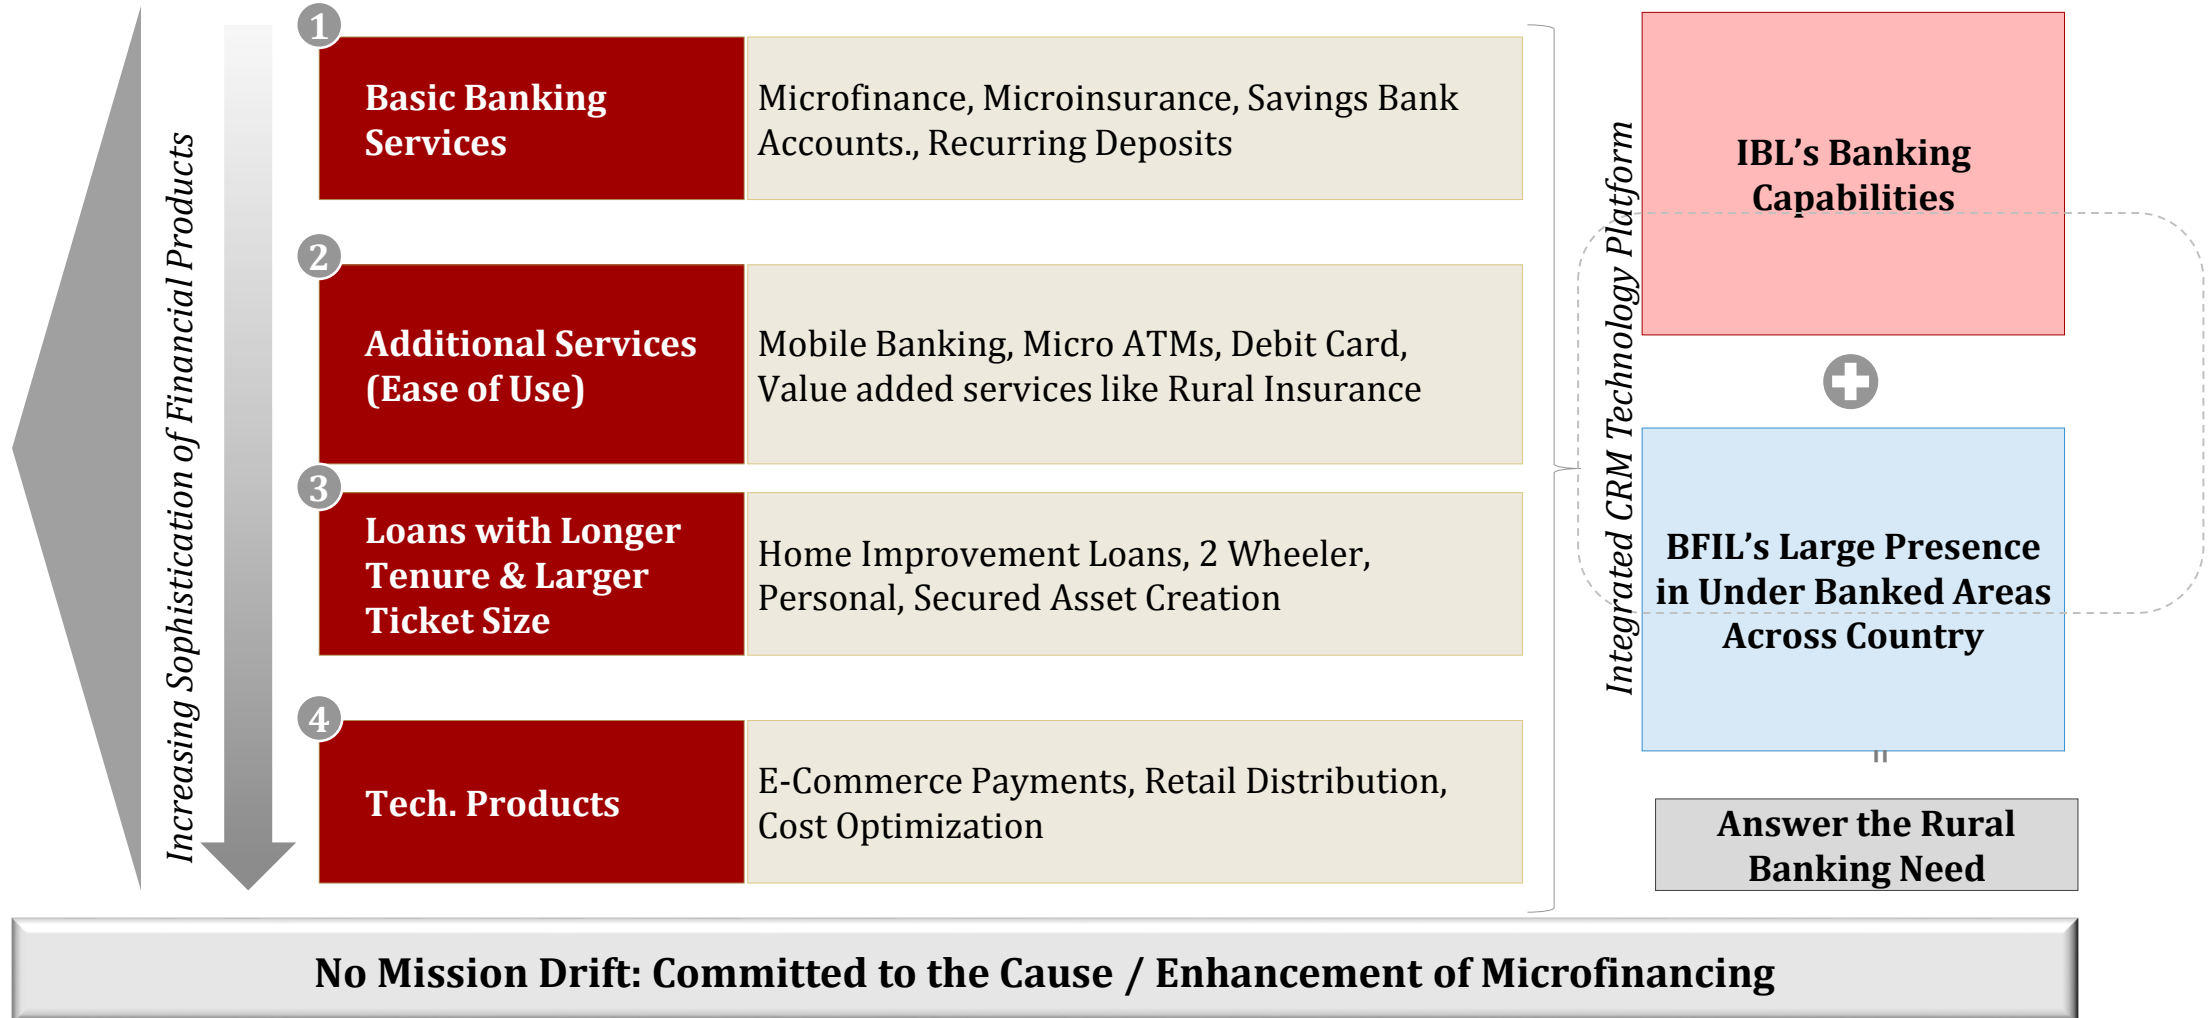 Increasing Sophistication of Financial Products
1
Basic Banking
Services
Microfinance, Microinsurance, Savings Bank
Accounts., Recurring Deposits
2
Additional Services
(Ease of Use)
Mobile Banking, Micro ATMs, Debit Card,
Value added services like Rural Insurance
3
Loans with Longer
Tenure & Larger
Ticket Size
Home Improvement Loans, 2 Wheeler,
Personal, Secured Asset Creation
4
Tech. Products
E-Commerce Payments, Retail Distribution,
Cost Optimization
Integrated CRM Technology Platform
IBL’s Banking
Capabilities
BFIL’s Large Presence
in Under Banked Areas
Across Country
Answer the Rural
Banking Need
No Mission Drift: Committed to the Cause / Enhancement of Microfinancing